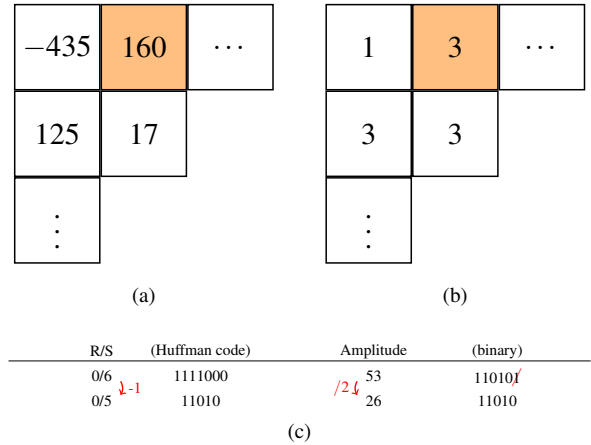 −435 160 ⋯ 1 3 ⋯
125 17 3 3
⋮ ⋮
(a) (b)
R/S (Huffman code) Amplitude (binary)
0/6 1111000 53 110101
-1 /2
0/5 11010 26 11010
(c)